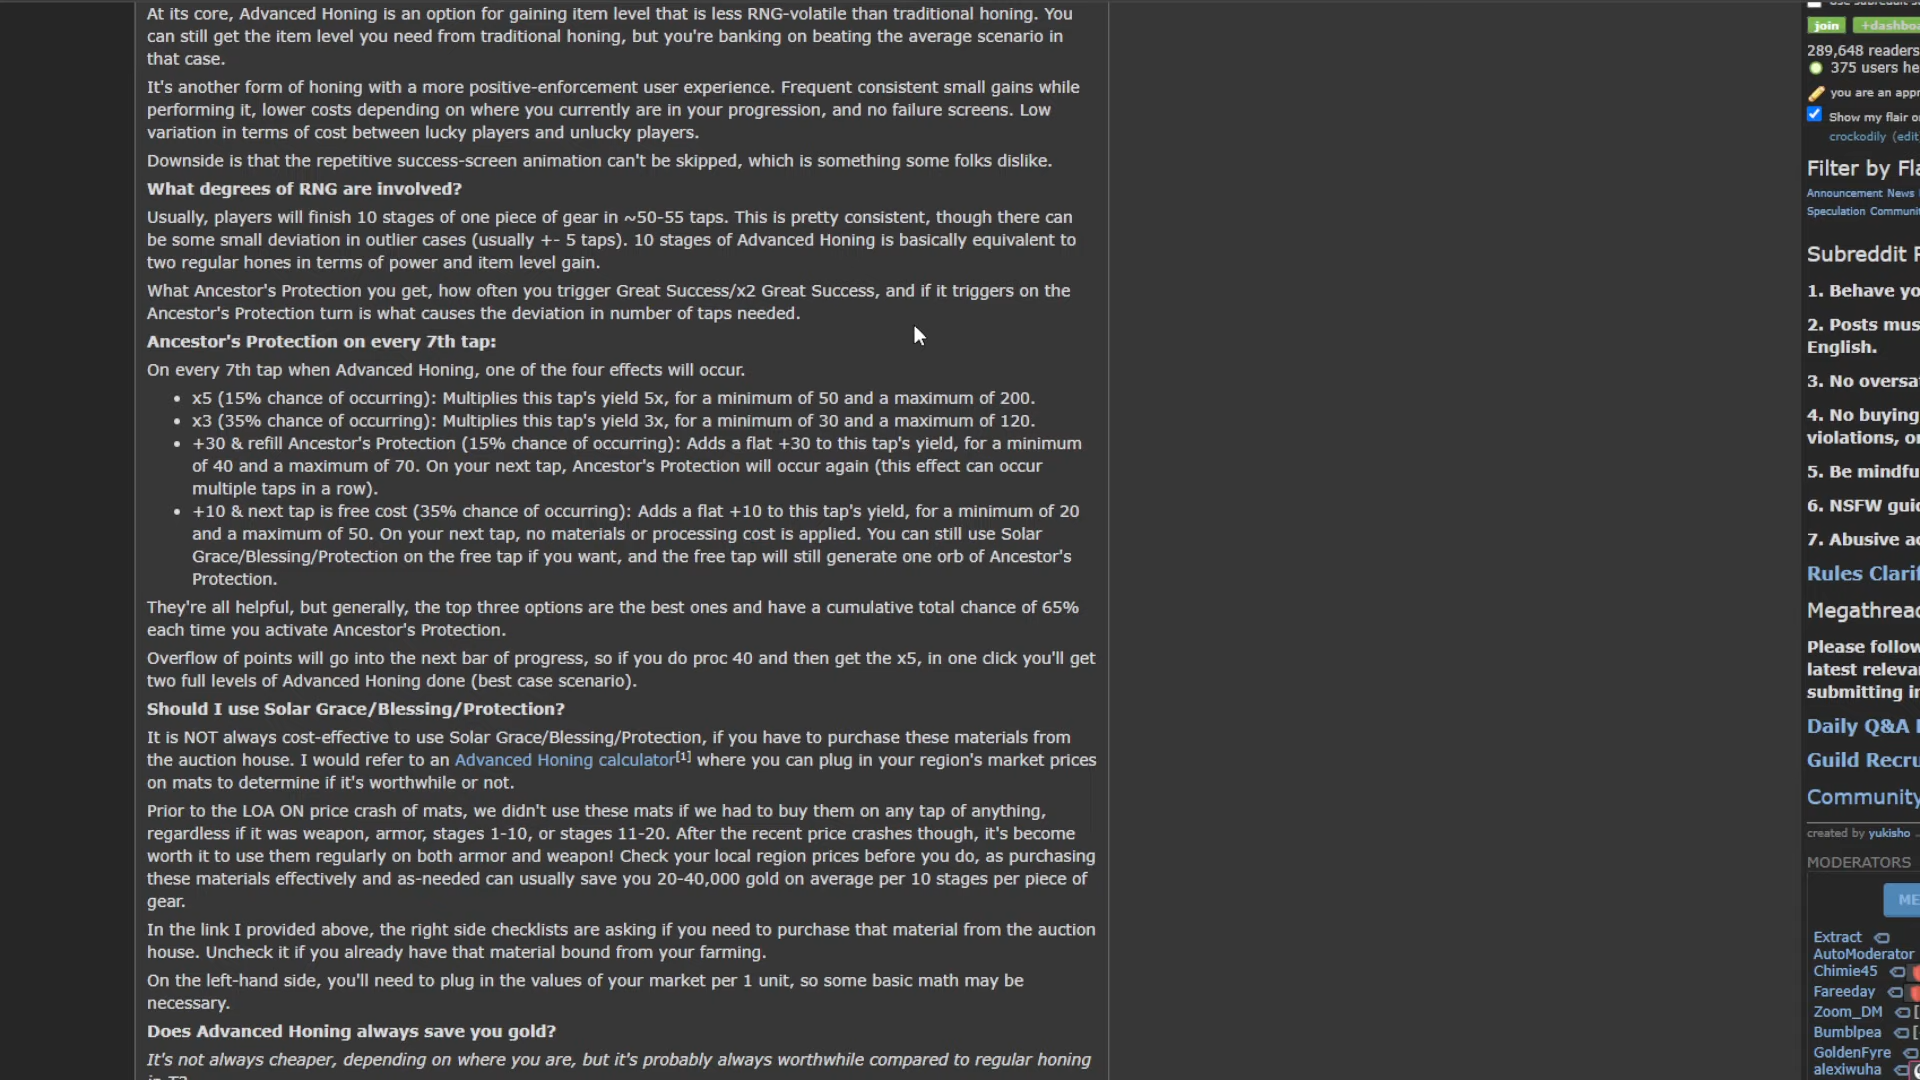 At its core, Advanced Honing is an option for gaining item level that is less RNG-volatile than traditional honing. You
can still get the item level you need from traditional honing, but you're banking on beating the average scenario in
that case.
It's another form of honing with a more positive-enforcement user experience. Frequent consistent small gains while
performing it, lower costs depending on where you currently are in your progression, and no failure screens. Low
variation in terms of cost between lucky players and unlucky players.
Downside is that the repetitive success-screen animation can't be skipped, which is something some folks dislike.
What degrees of RNG are involved?
Usually, players will finish 10 stages of one piece of gear in ~50-55 taps. This is pretty consistent, though there can
be some small deviation in outlier cases (usually +- 5 taps). 10 stages of Advanced Honing is basically equivalent to
two regular hones in terms of power and item level gain.
What Ancestor's Protection you get, how often you trigger Great Success/x2 Great Success, and if it triggers on the
Ancestor's Protection turn is what causes the deviation in number of taps needed.
Ancestor's Protection on every 7th tap:
On every 7th tap when Advanced Honing, one of the four effects will occur.
• x5 (15% chance of occurring): Multiplies this tap's yield 5x, for a minimum of 50 and a maximum of 200.
• x3 (35% chance of occurring): Multiplies this tap's yield 3x, for a minimum of 30 and a maximum of 120.
• +30 & refill Ancestor's Protection (15% chance of occurring): Adds a flat +30 to this tap's yield, for a minimum
of 40 and a maximum of 70. On your next tap, Ancestor's Protection will occur again (this effect can occur
multiple taps in a row).
• +10 & next tap is free cost (35% chance of occurring): Adds a flat +10 to this tap's yield, for a minimum of 20
and a maximum of 50. On your next tap, no materials or processing cost is applied. You can still use Solar
Grace/Blessing/Protection on the free tap if you want, and the free tap will still generate one orb of Ancestor's
Protection.
They're all helpful, but generally, the top three options are the best ones and have a cumulative total chance of 65%
each time you activate Ancestor's Protection.
Overflow of points will go into the next bar of progress, so if you do proc 40 and then get the x5, in one click you'll get
two full levels of Advanced Honing done (best case scenario).
Should I use Solar Grace/Blessing/Protection?
It is NOT always cost-effective to use Solar Grace/Blessing/Protection, if you have to purchase these materials from
the auction house. I would refer to an Advanced Honing calculator[1] where you can plug in your region's market prices
on mats to determine if it's worthwhile or not.
Prior to the LOA ON price crash of mats, we didn't use these mats if we had to buy them on any tap of anything,
regardless if it was weapon, armor, stages 1-10, or stages 11-20. After the recent price crashes though, it's become
worth it to use them regularly on both armor and weapon! Check your local region prices before you do, as purchasing
these materials effectively and as-needed can usually save you 20-40,000 gold on average per 10 stages per piece of
gear.
In the link I provided above, the right side checklists are asking if you need to purchase that material from the auction
house. Uncheck it if you already have that material bound from your farming.
On the left-hand side, you'll need to plug in the values of your market per 1 unit, so some basic math may be
necessary.
Does Advanced Honing always save you gold?
It's not always cheaper, depending on where you are, but it's probably always worthwhile compared to regular honing
join +dashboa
289,648 readers
375 users he
you are an appr
Show my flair o
crockodily (edit
Filter by Fla
Announcement News
Speculation Communit
Subreddit R
1. Behave yo
2. Posts mus
English.
3. No oversat
4. No buying
violations, or
5. Be mindfu
6. NSFW guid
7. Abusive ac
Rules Clarif
Megathread
Please follow
latest releva
submitting in
Daily Q&A
Guild Recru
Community
created by yukisho
MODERATORS
ME
Extract
AutoModerator
Chimie45
Fareeday
Zoom_DM
Bumblpea
GoldenFyre
alexiwuha